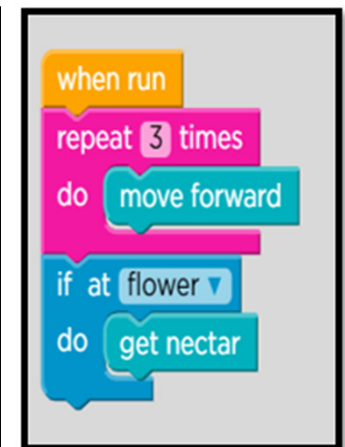 when run
repeat 3 times
do move forward
if at flower
do get nectar